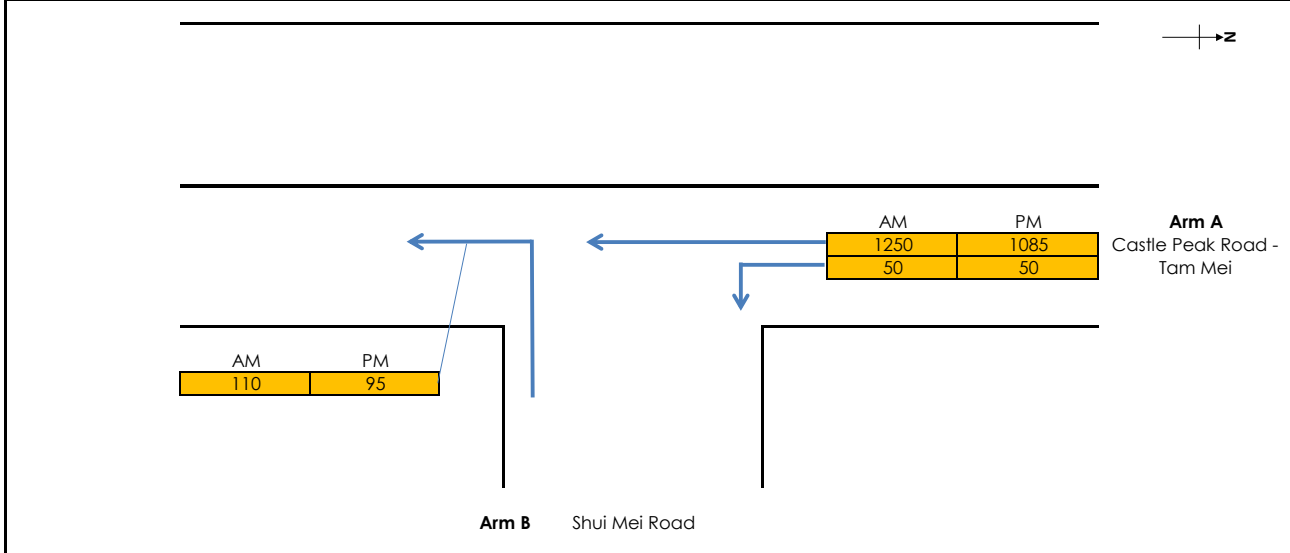 N
AM PM Arm A
1250 1085 Castle Peak Road -
50 50 Tam Mei
AM PM
110 95
Arm B Shui Mei Road